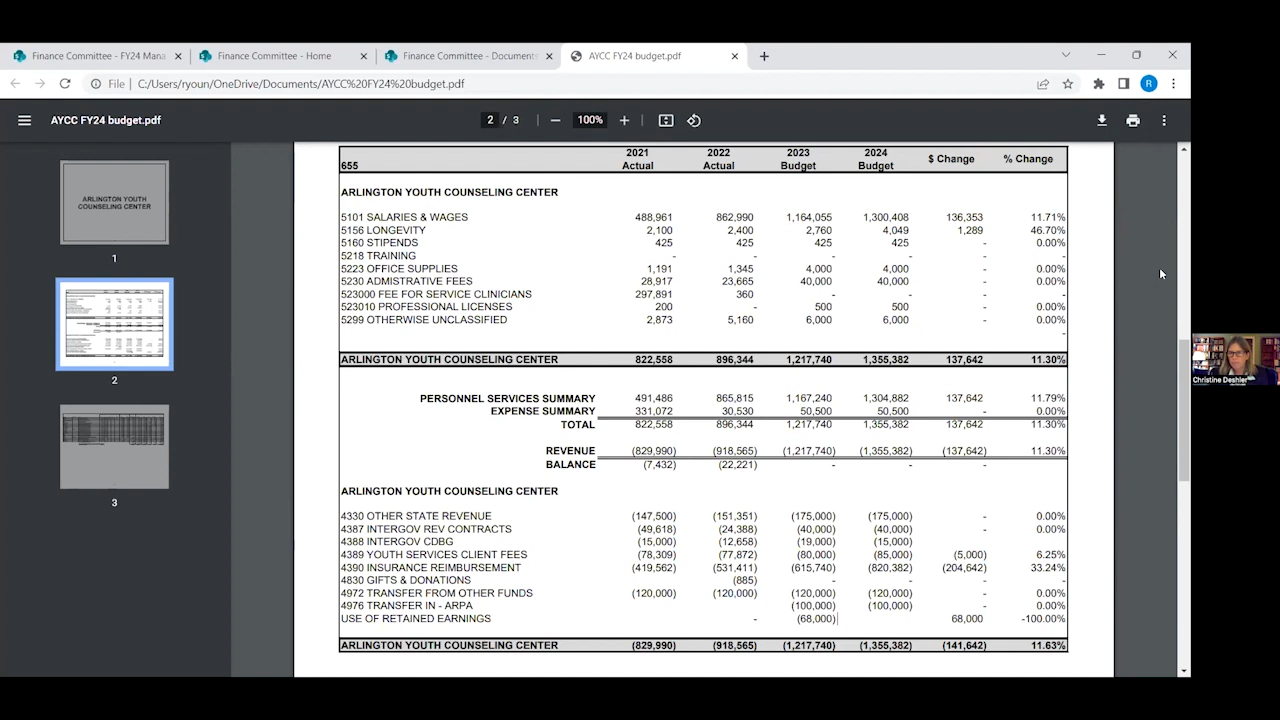 Finance Committee - FY24 Mana
Finance Committee - Home
Finance Committee - Documents
AYCC FY24 budget.pdf
File | C:/Users/ryoun/OneDrive/Documents/AYCC%20FY24%20budget.pdf
R
AYCC FY24 budget.pdf
2 / 3
100%
ARLINGTON YOUTH
COUNSELING CENTER
1
2
3
655 2021 Actual 2022 Actual 2023 Budget 2024 Budget $ Change % Change
ARLINGTON YOUTH COUNSELING CENTER
5101 SALARIES & WAGES 488,961 862,990 1,164,055 1,300,408 136,353 11.71%
5156 LONGEVITY 2,100 2,400 2,760 4,049 1,289 46.70%
5160 STIPENDS 425 425 425 425 - 0.00%
5218 TRAINING - - - - - -
5223 OFFICE SUPPLIES 1,191 1,345 4,000 4,000 - 0.00%
5230 ADMISTRATIVE FEES 28,917 23,665 40,000 40,000 - 0.00%
523000 FEE FOR SERVICE CLINICIANS 297,891 360 - - - -
523010 PROFESSIONAL LICENSES 200 - 500 500 - 0.00%
5299 OTHERWISE UNCLASSIFIED 2,873 5,160 6,000 6,000 - 0.00%
-
ARLINGTON YOUTH COUNSELING CENTER 822,558 896,344 1,217,740 1,355,382 137,642 11.30%
PERSONNEL SERVICES SUMMARY 491,486 865,815 1,167,240 1,304,882 137,642 11.79%
EXPENSE SUMMARY 331,072 30,530 50,500 50,500 - 0.00%
TOTAL 822,558 896,344 1,217,740 1,355,382 137,642 11.30%
REVENUE (829,990) (918,565) (1,217,740) (1,355,382) (137,642) 11.30%
BALANCE (7,432) (22,221) - - -
ARLINGTON YOUTH COUNSELING CENTER
4330 OTHER STATE REVENUE (147,500) (151,351) (175,000) (175,000) - 0.00%
4387 INTERGOV REV CONTRACTS (49,618) (24,388) (40,000) (40,000) - 0.00%
4388 INTERGOV CDBG (15,000) (12,658) (19,000) (15,000)
4389 YOUTH SERVICES CLIENT FEES (78,309) (77,872) (80,000) (85,000) (5,000) 6.25%
4390 INSURANCE REIMBURSEMENT (419,562) (531,411) (615,740) (820,382) (204,642) 33.24%
4830 GIFTS & DONATIONS (885) - - - -
4972 TRANSFER FROM OTHER FUNDS (120,000) (120,000) (120,000) (120,000) - 0.00%
4976 TRANSFER IN - ARPA (100,000) (100,000) - 0.00%
USE OF RETAINED EARNINGS - (68,000) 68,000 -100.00%
ARLINGTON YOUTH COUNSELING CENTER (829,990) (918,565) (1,217,740) (1,355,382) (141,642) 11.63%
Christine Deshler